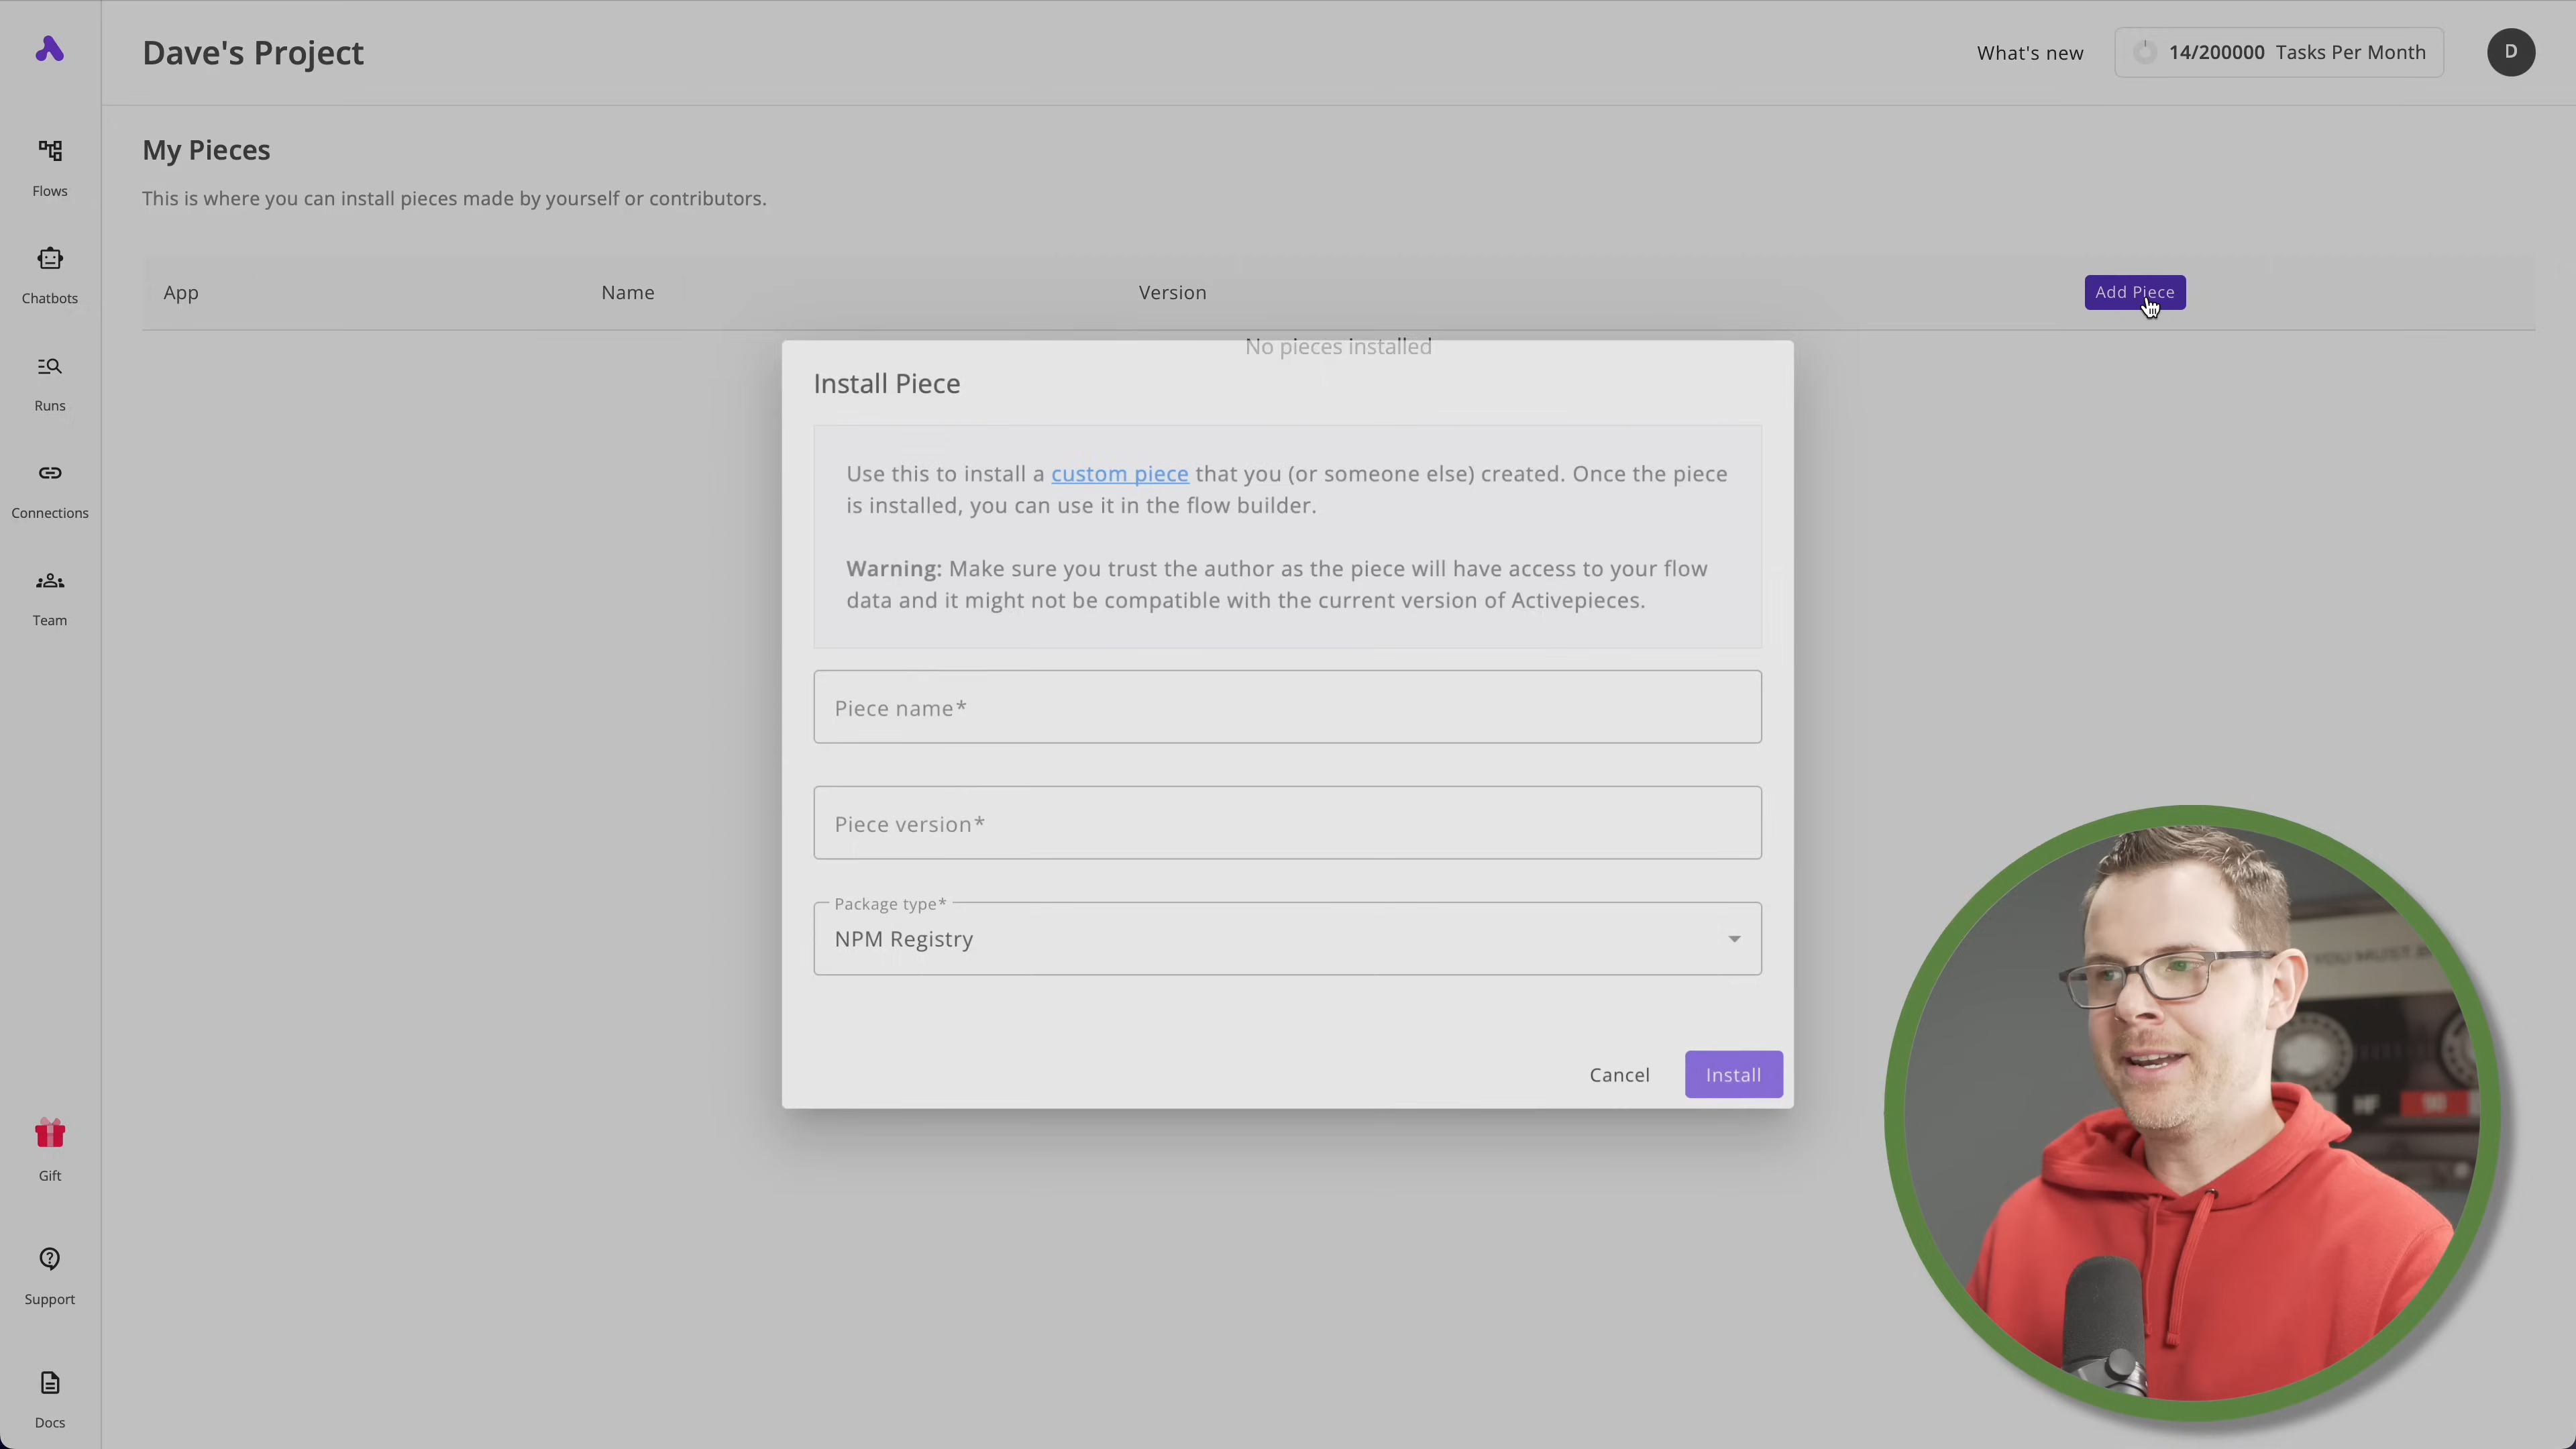 Dave's Project
What's new
14/200000 Tasks Per Month
D
Flows
Chatbots
Runs
Connections
Team
Gift
Support
Docs
My Pieces
This is where you can install pieces made by yourself or contributors.
App
Name
Version
Add Piece
No pieces installed
Install Piece
Use this to install a custom piece that you (or someone else) created. Once the piece
is installed, you can use it in the flow builder.
Warning: Make sure you trust the author as the piece will have access to your flow
data and it might not be compatible with the current version of Activepieces.
Piece name*
Piece version*
Package type*
NPM Registry
Cancel
Install
YOU MUST
HF
90